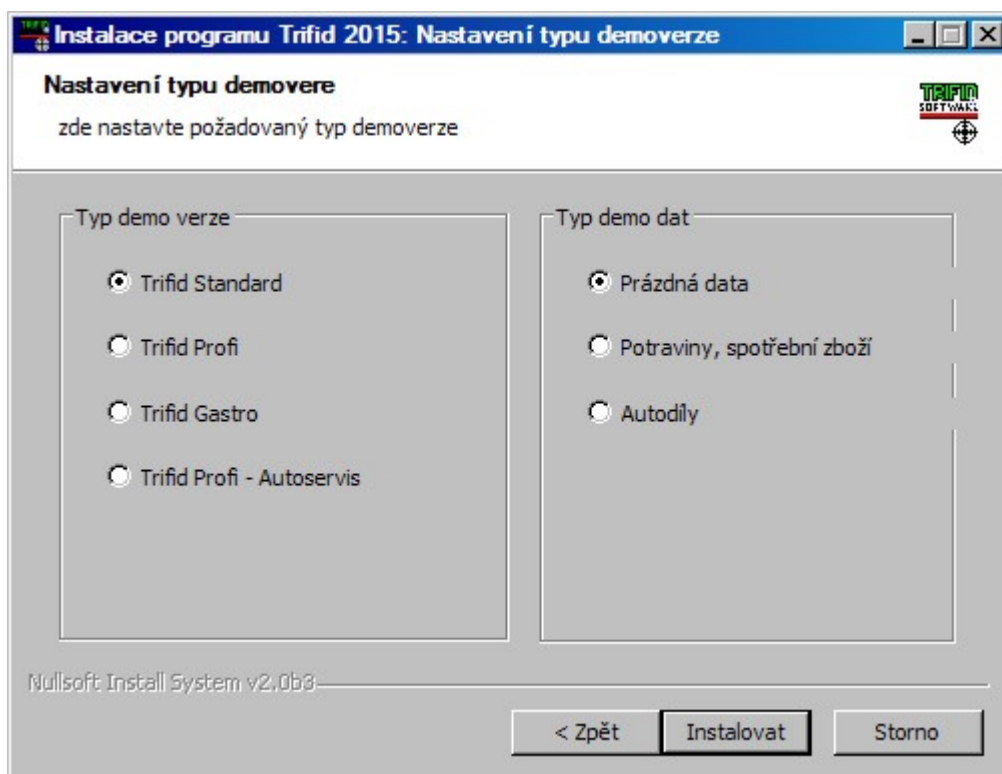 Instalace programu Trifid 2015: Nastavení typu demoverze
Nastavení typu demovere
zde nastavte požadovaný typ demoverze
TRIFID
SOFTWARE
Typ demo verze
Trifid Standard
Trifid Profi
Trifid Gastro
Trifid Profi - Autoservis
Typ demo dat
Prázdná data
Potraviny, spotřební zboží
Autodíly
Nullsoft Install System v2.0b3
< Zpět
Instalovat
Storno